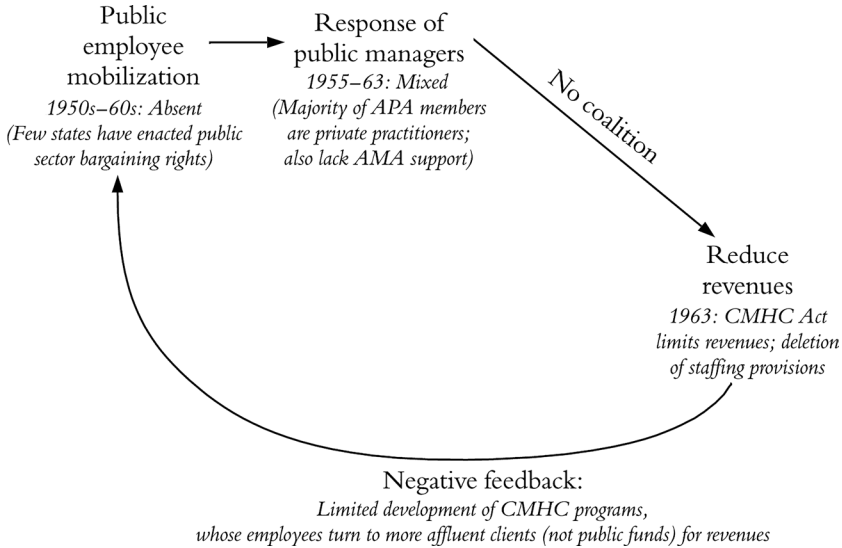 Public
employee
mobilization
1950s–60s: Absent
(Few states have enacted public
sector bargaining rights)
Response of
public managers
1955–63: Mixed
(Majority of APA members
are private practitioners;
also lack AMA support)
No coalition
Reduce
revenues
1963: CMHC Act
limits revenues; deletion
of staffing provisions
Negative feedback:
Limited development of CMHC programs,
whose employees turn to more affluent clients (not public funds) for revenues